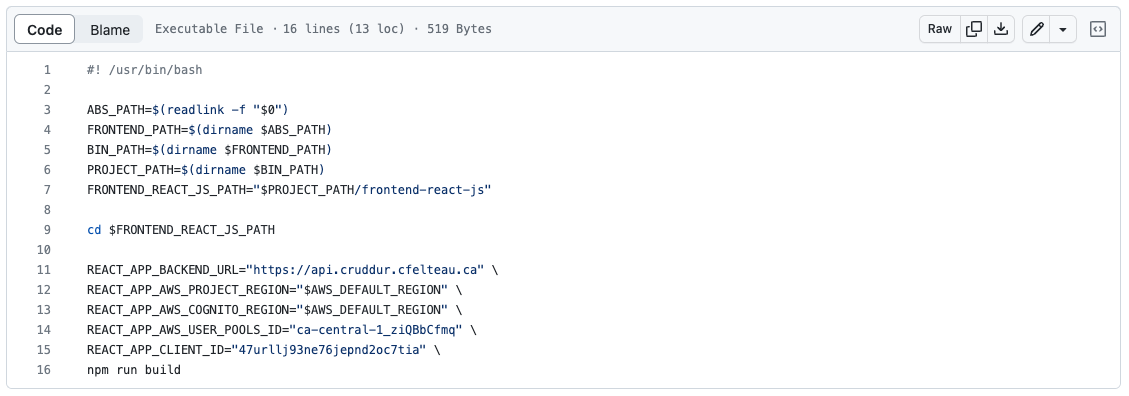 Code Blame Executable File · 16 lines (13 loc) · 519 Bytes Raw
1 #! /usr/bin/bash
2
3 ABS_PATH=$(readlink -f "$0")
4 FRONTEND_PATH=$(dirname $ABS_PATH)
5 BIN_PATH=$(dirname $FRONTEND_PATH)
6 PROJECT_PATH=$(dirname $BIN_PATH)
7 FRONTEND_REACT_JS_PATH="$PROJECT_PATH/frontend-react-js"
8
9 cd $FRONTEND_REACT_JS_PATH
10
11 REACT_APP_BACKEND_URL="https://api.cruddur.cfelteau.ca" \
12 REACT_APP_AWS_PROJECT_REGION="$AWS_DEFAULT_REGION" \
13 REACT_APP_AWS_COGNITO_REGION="$AWS_DEFAULT_REGION" \
14 REACT_APP_AWS_USER_POOLS_ID="ca-central-1_ziQBbCfmq" \
15 REACT_APP_CLIENT_ID="47urllj93ne76jepnd2oc7tia" \
16 npm run build